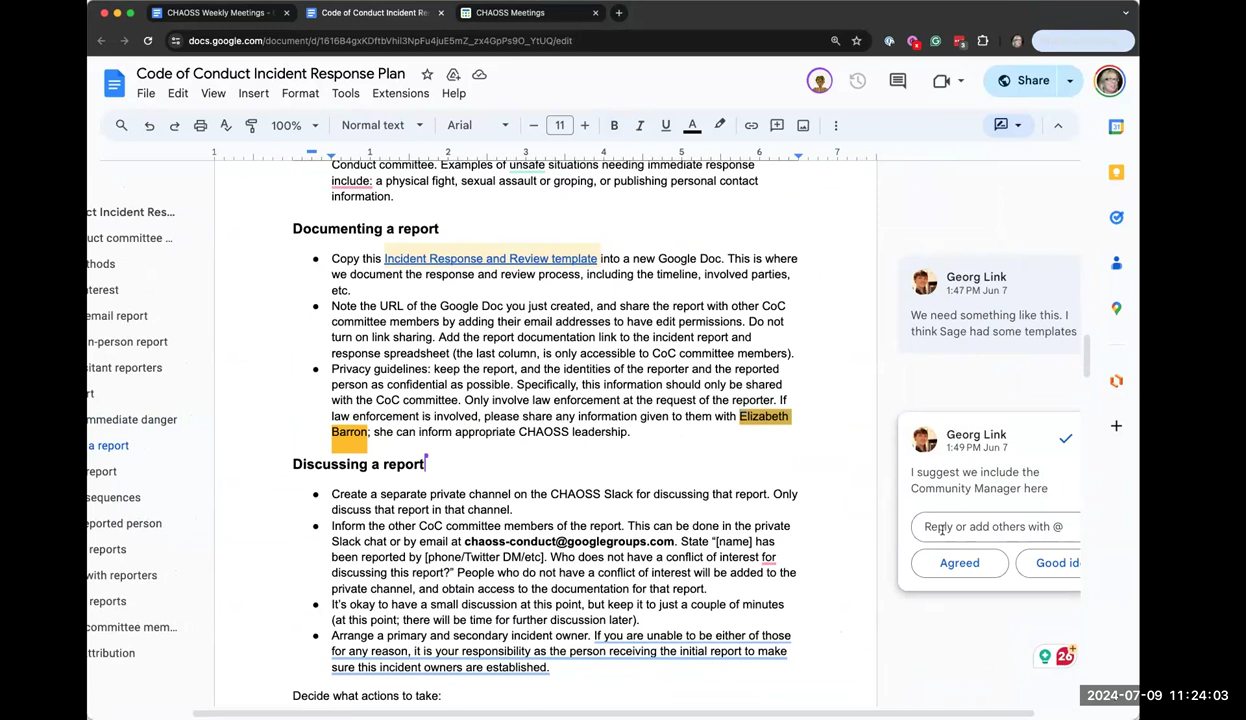 CHAOSS Weekly Meetings -
Code of Conduct Incident Re
CHAOSS Meetings
docs.google.com/document/d/1616B4gxKDftbVhil3NpFu4juE5mZ_zx4GpPs9O_YtUQ/edit
Code of Conduct Incident Response Plan
File Edit View Insert Format Tools Extensions Help
Share
100% Normal text Arial 11 B I U A
1 1 2 3 4 5 6 7
Conduct committee. Examples of unsafe situations needing immediate response
include: a physical fight, sexual assault or groping, or publishing personal contact
information.
Documenting a report
Copy this Incident Response and Review template into a new Google Doc. This is where
we document the response and review process, including the timeline, involved parties,
etc.
Note the URL of the Google Doc you just created, and share the report with other CoC
committee members by adding their email addresses to have edit permissions. Do not
turn on link sharing. Add the report documentation link to the incident report and
response spreadsheet (the last column, is only accessible to CoC committee members).
Privacy guidelines: keep the report, and the identities of the reporter and the reported
person as confidential as possible. Specifically, this information should only be shared
with the CoC committee. Only involve law enforcement at the request of the reporter. If
law enforcement is involved, please share any information given to them with Elizabeth
Barron; she can inform appropriate CHAOSS leadership.
Discussing a report
Create a separate private channel on the CHAOSS Slack for discussing that report. Only
discuss that report in that channel.
Inform the other CoC committee members of the report. This can be done in the private
Slack chat or by email at chaoss-conduct@googlegroups.com. State “[name] has
been reported by [phone/Twitter DM/etc]. Who does not have a conflict of interest for
discussing this report?” People who do not have a conflict of interest will be added to the
private channel, and obtain access to the documentation for that report.
It’s okay to have a small discussion at this point, but keep it to just a couple of minutes
(at this point; there will be time for further discussion later).
Arrange a primary and secondary incident owner. If you are unable to be either of those
for any reason, it is your responsibility as the person receiving the initial report to make
sure this incident owners are established.
Decide what actions to take:
ct Incident Res...
uct committee ...
thods
nterest
email report
n-person report
sitant reporters
rt
mmediate danger
a report
report
sequences
eported person
reports
with reporters
reports
committee mem...
ttribution
Georg Link
1:47 PM Jun 7
We need something like this. I
think Sage had some templates
Georg Link
1:49 PM Jun 7
I suggest we include the
Community Manager here
Reply or add others with @
Agreed
Good ide
26
2024-07-09 11:24:03